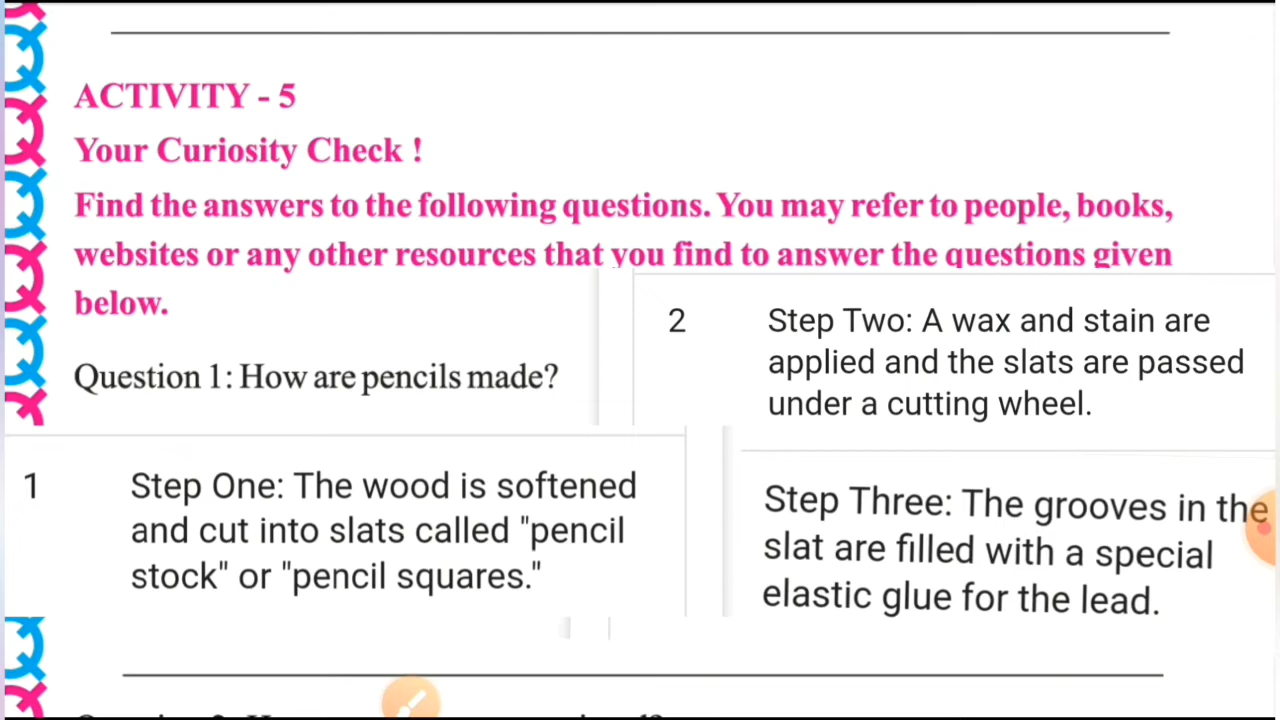 ACTIVITY - 5
Your Curiosity Check !
Find the answers to the following questions. You may refer to people, books,
websites or any other resources that you find to answer the questions given
below.
Question 1: How are pencils made?
1
Step One: The wood is softened
and cut into slats called "pencil
stock" or "pencil squares."
2
Step Two: A wax and stain are
applied and the slats are passed
under a cutting wheel.
Step Three: The grooves in the
slat are filled with a special
elastic glue for the lead.